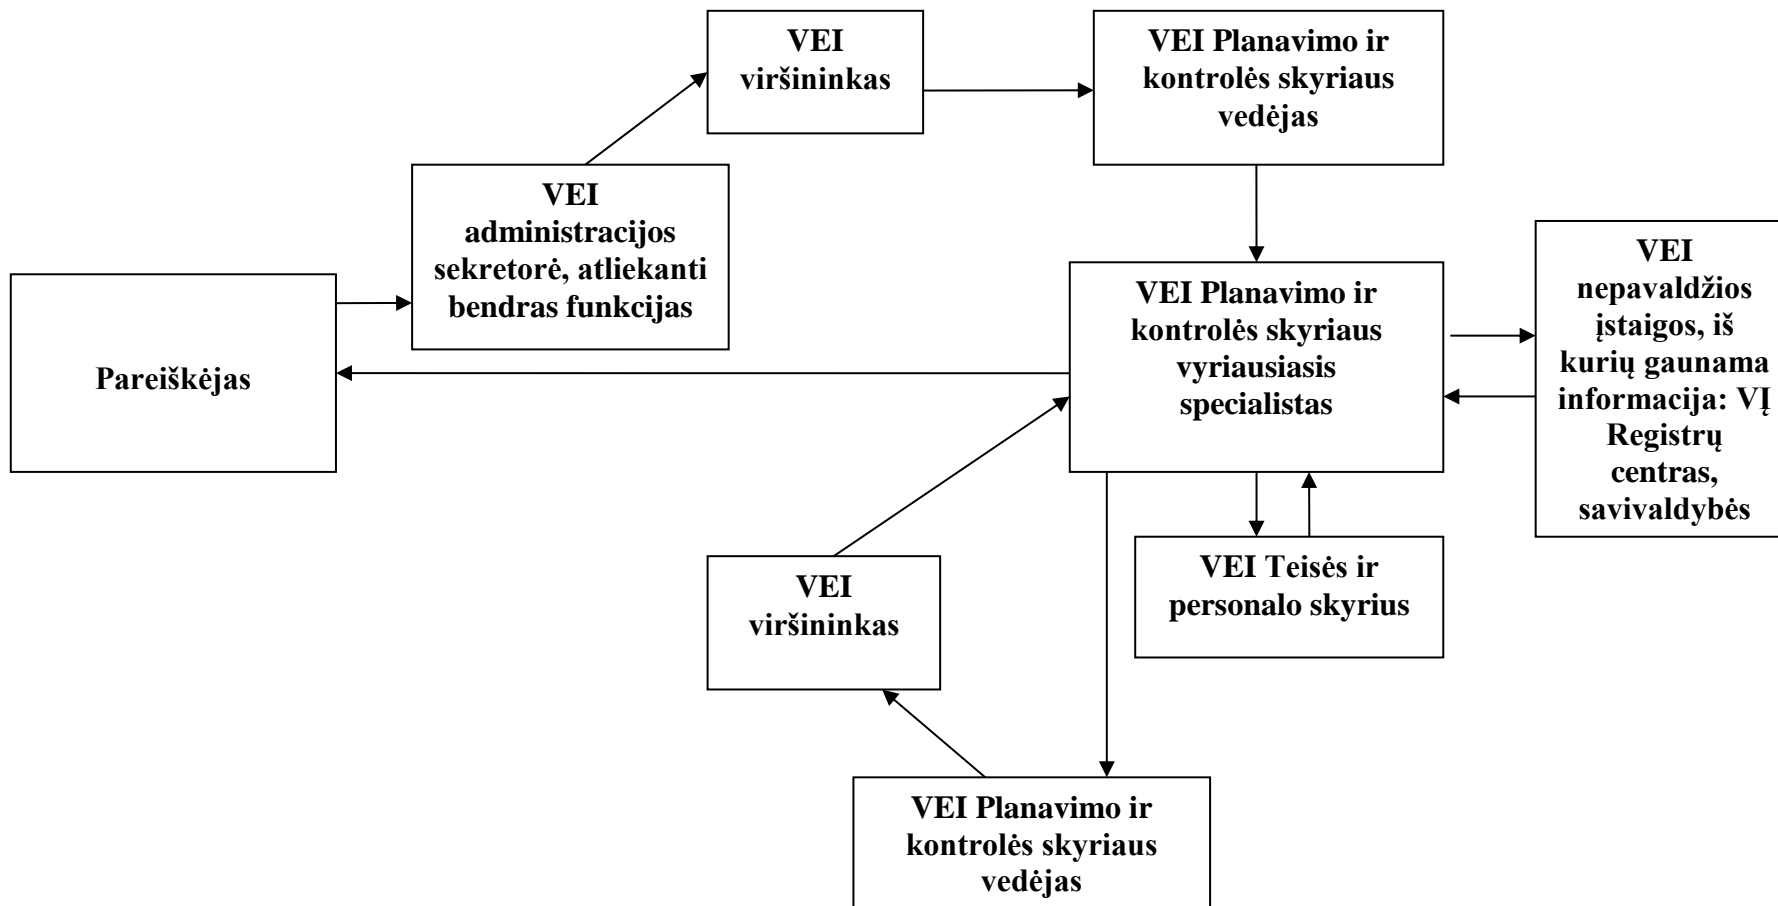 VEI
viršininkas
VEI Planavimo ir
kontrolės skyriaus
vedėjas
VEI
administracijos
sekretorė, atliekanti
bendras funkcijas
Pareiškėjas
VEI Planavimo ir
kontrolės skyriaus
vyriausiasis
specialistas
VEI
nepavaldžios
įstaigos, iš
kurių gaunama
informacija: VĮ
Registrų
centras,
savivaldybės
VEI Teisės ir
personalo skyrius
VEI
viršininkas
VEI Planavimo ir
kontrolės skyriaus
vedėjas